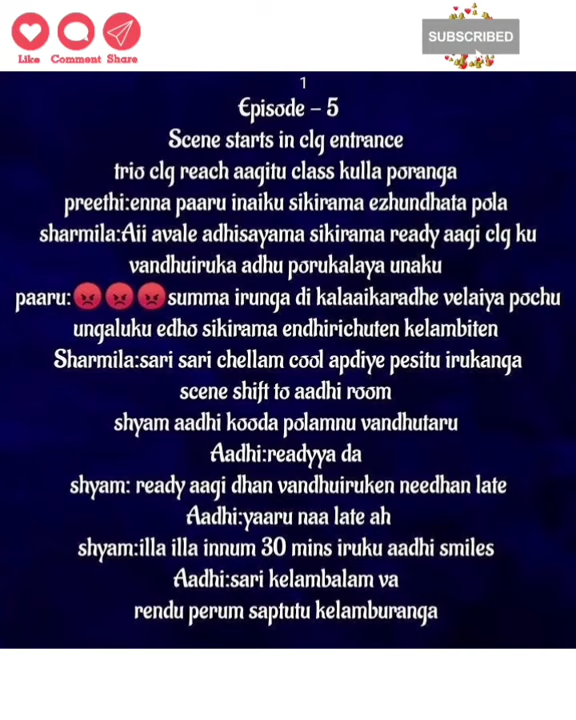 Like Comment Share
SUBSCRIBED
1
Episode – 5
Scene starts in clg entrance
trio clg reach aagitu class kulla poranga
preethi:enna paaru inaiku sikirama ezhundhata pola
sharmila:Aii avale adhisayama sikirama ready aagi clg ku
vandhuiruka adhu porukalaya unaku
paaru:😡😡😡summa irunga di kalaaikaradhe velaiya pochu
ungaluku edho sikirama endhirichuten kelambiten
Sharmila:sari sari chellam cool apdiye pesitu irukanga
scene shift to aadhi room
shyam aadhi kooda polamnu vandhutaru
Aadhi:readyya da
shyam: ready aagi dhan vandhuiruken needhan late
Aadhi:yaaru naa late ah
shyam:illa illa innum 30 mins iruku aadhi smiles
Aadhi:sari kelambalam va
rendu perum saptutu kelamburanga